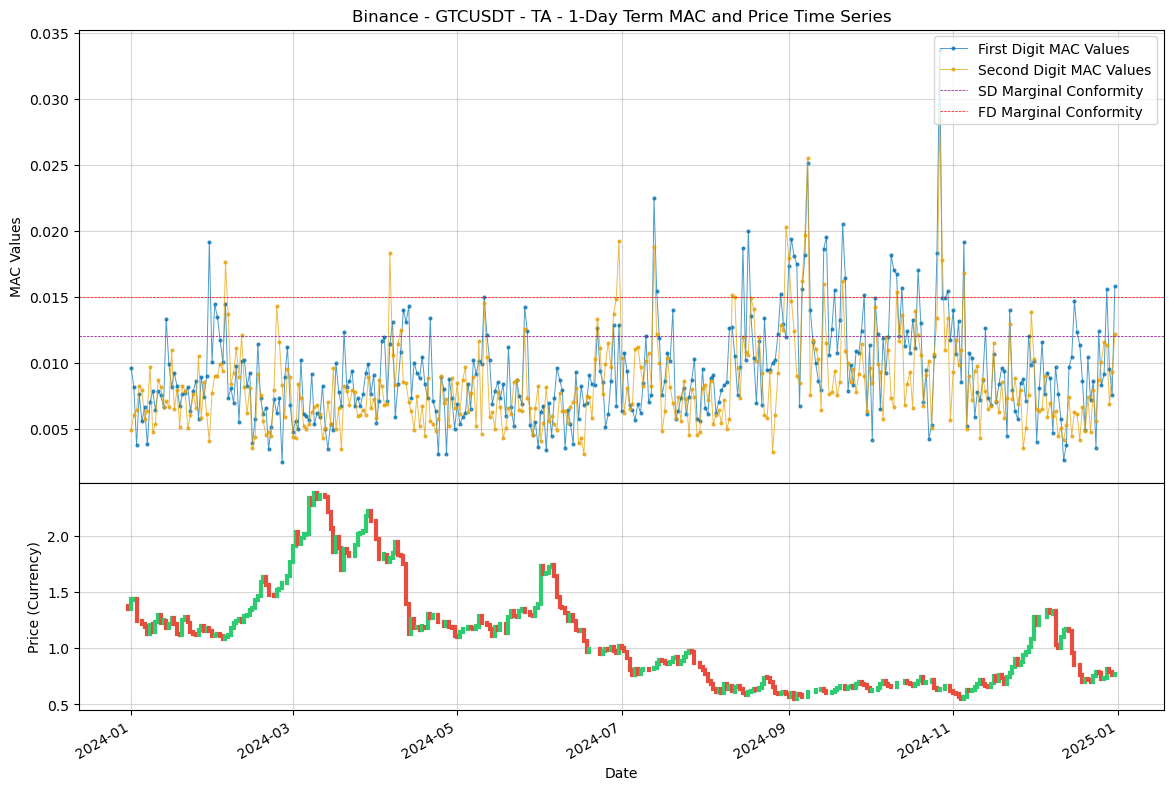 Binance - GTCUSDT - TA - 1-Day Term MAC and Price Time Series
First Digit MAC Values
Second Digit MAC Values
SD Marginal Conformity
FD Marginal Conformity
MAC Values
0.035
0.030
0.025
0.020
0.015
0.010
0.005
Price (Currency)
2.0
1.5
1.0
0.5
2024-01
2024-03
2024-05
2024-07
2024-09
2024-11
2025-01
Date